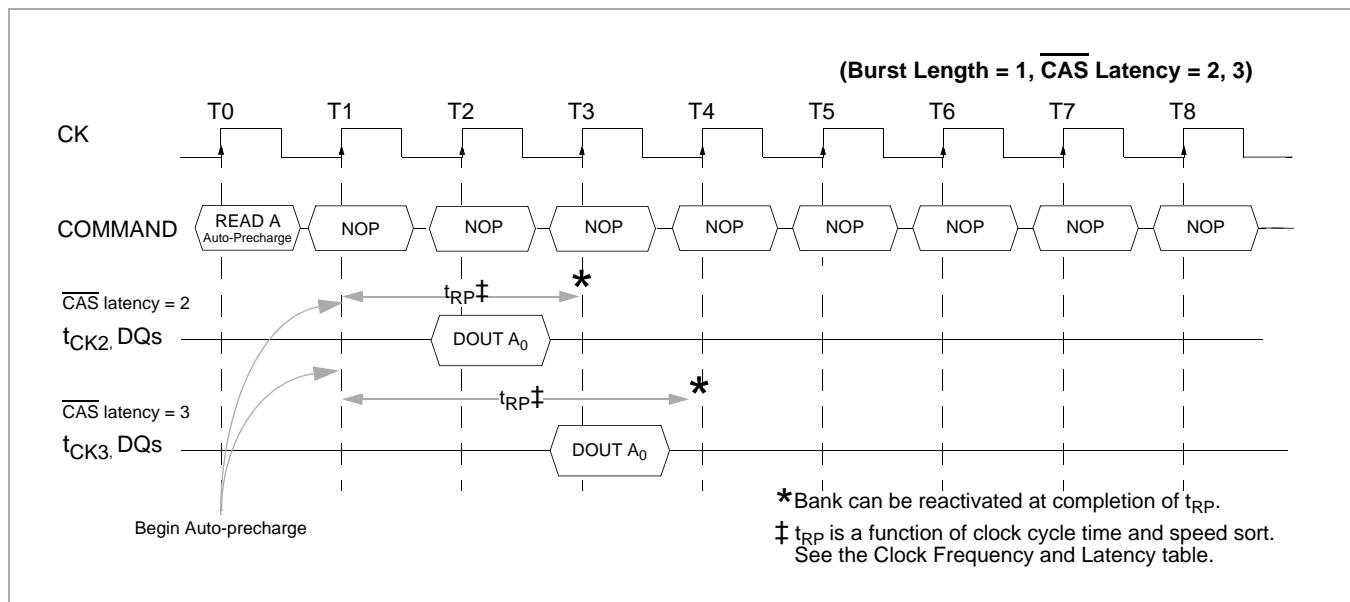 (Burst Length = 1, CAS Latency = 2, 3)
T0 T1 T2 T3 T4 T5 T6 T7 T8
CK
COMMAND
READ A
Auto-Precharge
NOP NOP NOP NOP NOP NOP NOP NOP
*
tRP‡
CAS latency = 2
tCK2, DQs
DOUT A0
*
tRP‡
CAS latency = 3
tCK3, DQs
DOUT A0
Begin Auto-precharge
*Bank can be reactivated at completion of tRP.
‡ tRP is a function of clock cycle time and speed sort.
See the Clock Frequency and Latency table.